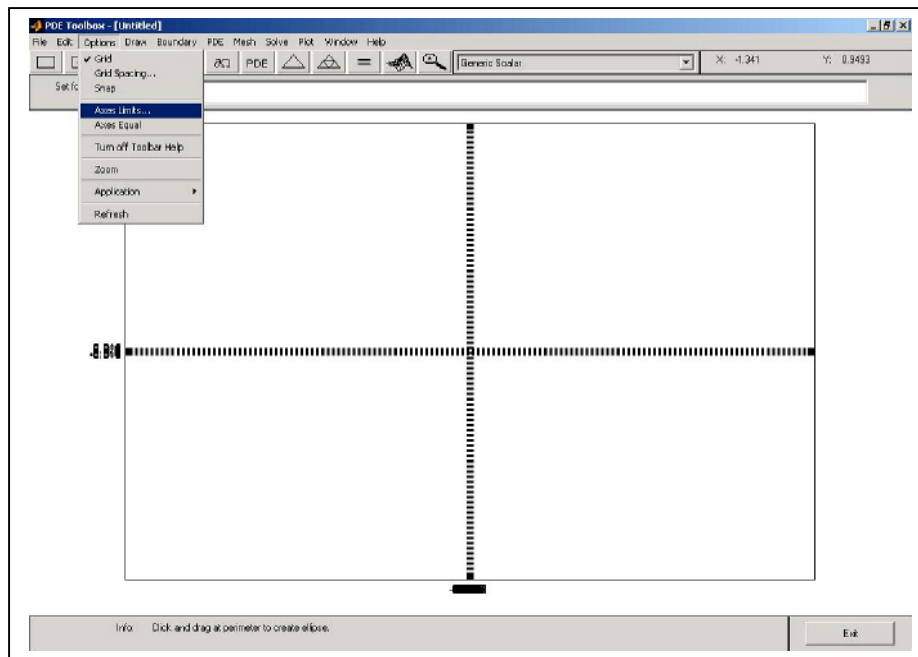 PDE Toolbox - [Untitled]
File Edit Options Draw Boundary PDE Mesh Solve Plot Window Help
∂Ω PDE = Generic Scalar X: -1.341 Y: 0.9493
Set fo
Grid
Grid Spacing...
Snap
Axes Limits...
Axes Equal
Turn off Toolbar Help
Zoom
Application
Refresh
Info: Click and drag at perimeter to create ellipse.
Exit